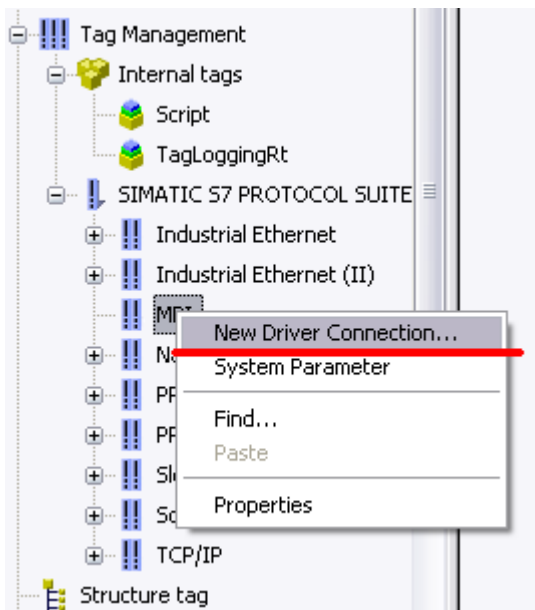 Tag Management
Internal tags
Script
TagLoggingRt
SIMATIC S7 PROTOCOL SUITE
Industrial Ethernet
Industrial Ethernet (II)
New Driver Connection...
System Parameter
Find...
Paste
Properties
TCP/IP
Structure tag